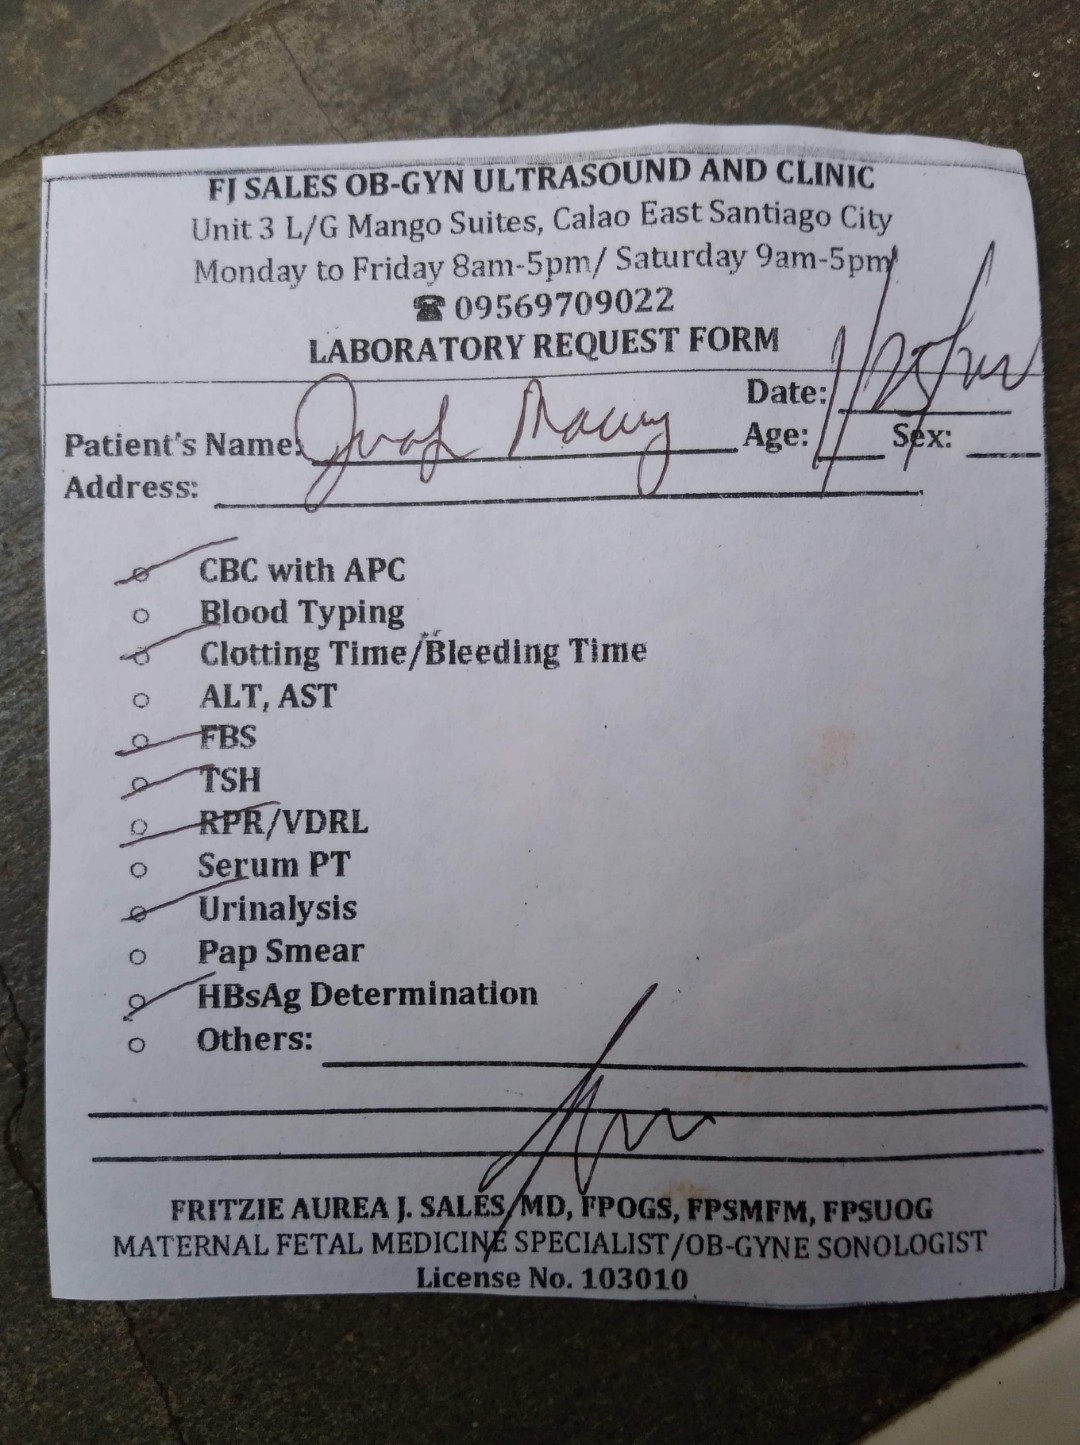 FJ SALES OB-GYN ULTRASOUND AND CLINIC
Unit 3 L/G Mango Suites, Calao East Santiago City
Monday to Friday 8am-5pm/ Saturday 9am-5pm
☎ 09569709022
LABORATORY REQUEST FORM
Date:
Patient's Name: Age: Sex:
Address:
CBC with APC
Blood Typing
Clotting Time/Bleeding Time
ALT, AST
FBS
TSH
RPR/VDRL
Serum PT
Urinalysis
Pap Smear
HBsAg Determination
Others:
FRITZIE AUREA J. SALES, MD, FPOGS, FPSMFM, FPSUOG
MATERNAL FETAL MEDICINE SPECIALIST/OB-GYNE SONOLOGIST
License No. 103010